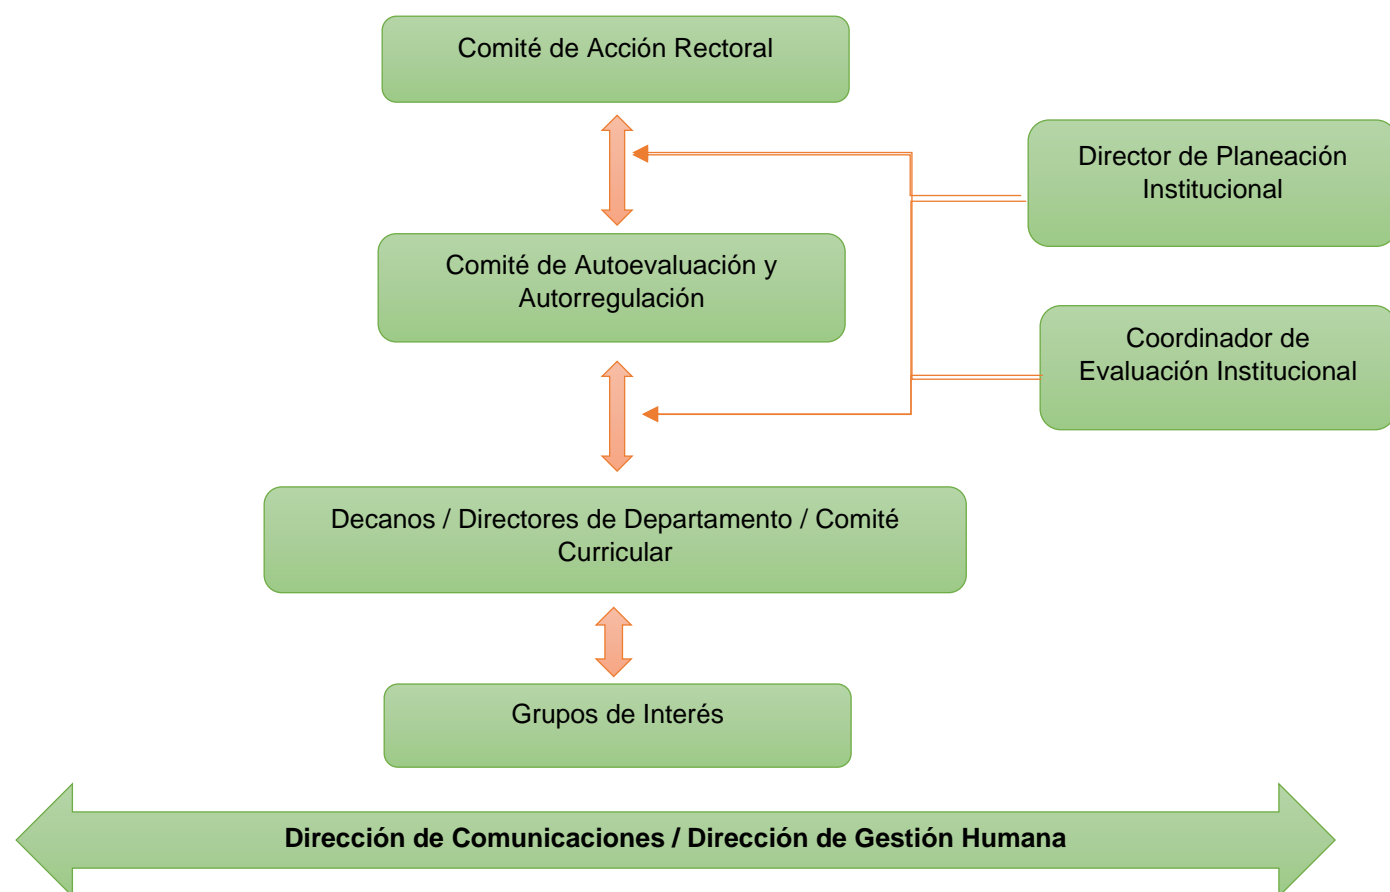 Comité de Acción Rectoral
Director de Planeación
Institucional
Comité de Autoevaluación y
Autorregulación
Coordinador de
Evaluación Institucional
Decanos / Directores de Departamento / Comité
Curricular
Grupos de Interés
Dirección de Comunicaciones / Dirección de Gestión Humana